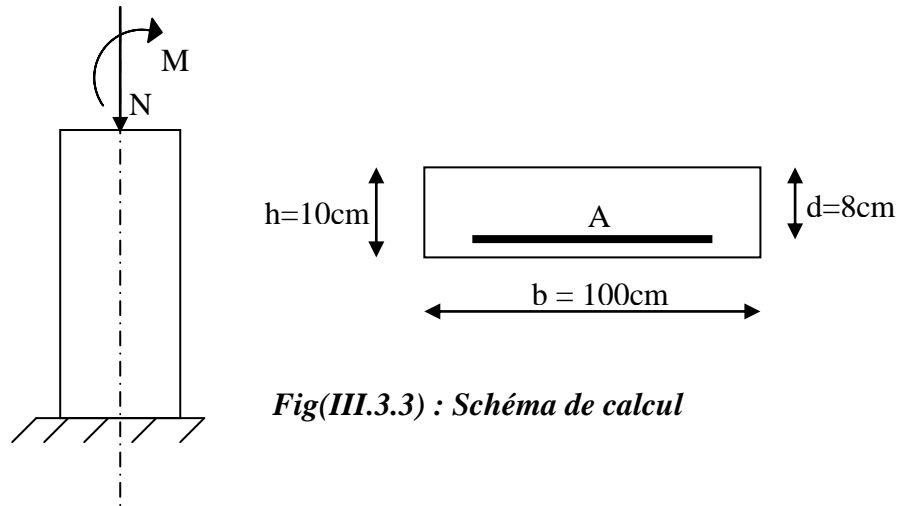 M
N
h=10cm
A
d=8cm
b = 100cm
Fig(III.3.3) : Schéma de calcul